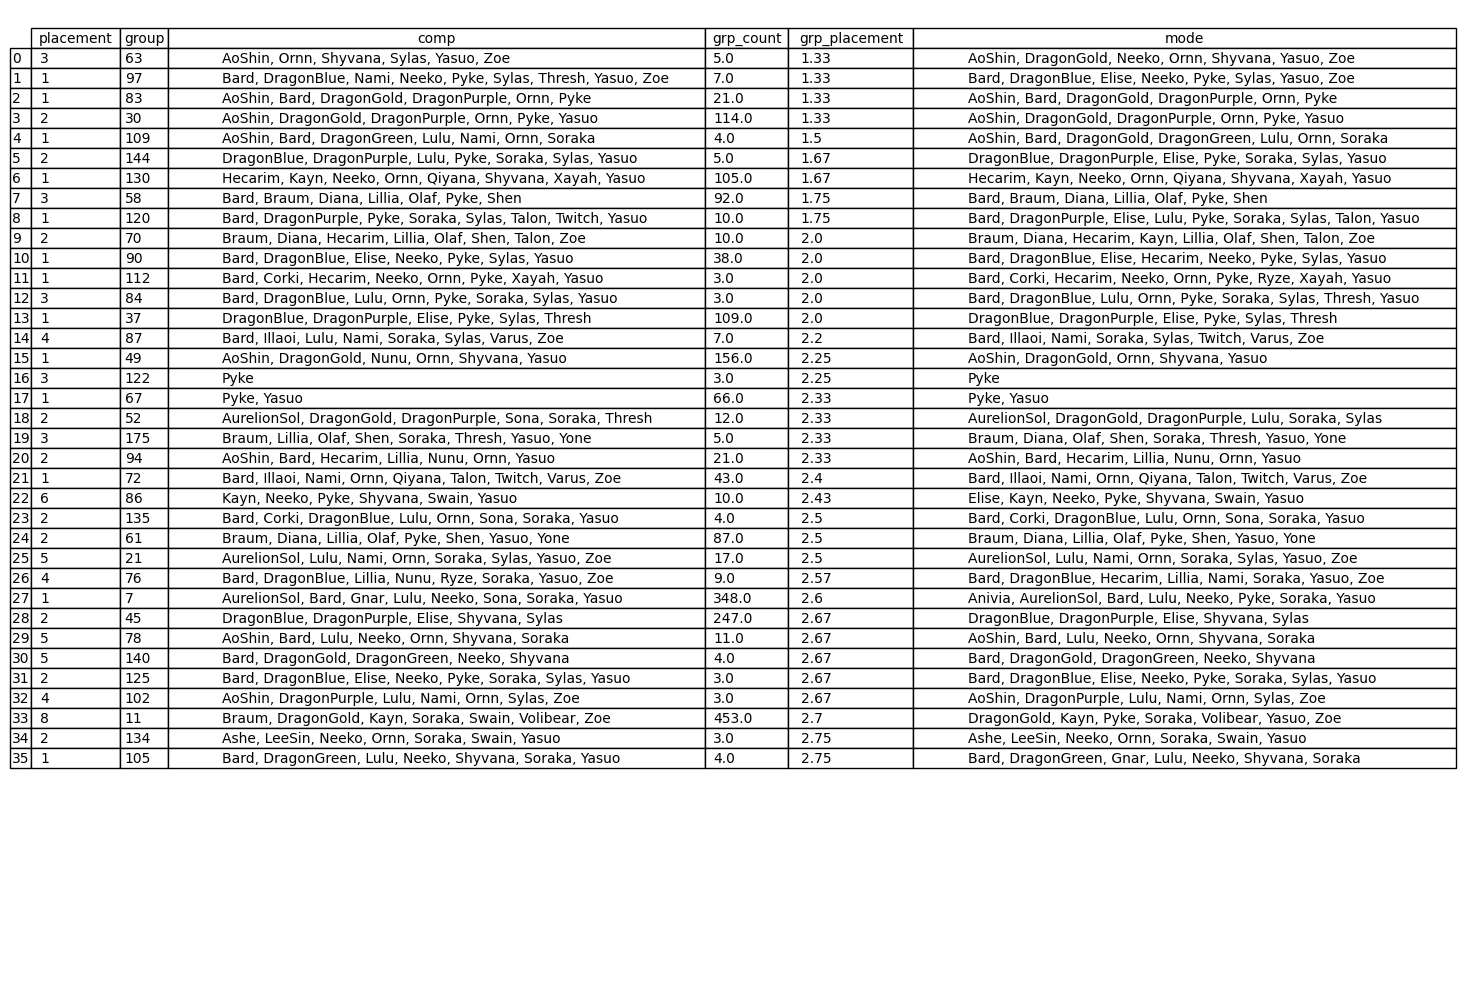 placement group comp grp_count grp_placement mode
0 3 63 AoShin, Ornn, Shyvana, Sylas, Yasuo, Zoe 5.0 1.33 AoShin, DragonGold, Neeko, Ornn, Shyvana, Yasuo, Zoe
1 1 97 Bard, DragonBlue, Nami, Neeko, Pyke, Sylas, Thresh, Yasuo, Zoe 7.0 1.33 Bard, DragonBlue, Elise, Neeko, Pyke, Sylas, Yasuo, Zoe
2 1 83 AoShin, Bard, DragonGold, DragonPurple, Ornn, Pyke 21.0 1.33 AoShin, Bard, DragonGold, DragonPurple, Ornn, Pyke
3 2 30 AoShin, DragonGold, DragonPurple, Ornn, Pyke, Yasuo 114.0 1.33 AoShin, DragonGold, DragonPurple, Ornn, Pyke, Yasuo
4 1 109 AoShin, Bard, DragonGreen, Lulu, Nami, Ornn, Soraka 4.0 1.5 AoShin, Bard, DragonGold, DragonGreen, Lulu, Ornn, Soraka
5 2 144 DragonBlue, DragonPurple, Lulu, Pyke, Soraka, Sylas, Yasuo 5.0 1.67 DragonBlue, DragonPurple, Elise, Pyke, Soraka, Sylas, Yasuo
6 1 130 Hecarim, Kayn, Neeko, Ornn, Qiyana, Shyvana, Xayah, Yasuo 105.0 1.67 Hecarim, Kayn, Neeko, Ornn, Qiyana, Shyvana, Xayah, Yasuo
7 3 58 Bard, Braum, Diana, Lillia, Olaf, Pyke, Shen 92.0 1.75 Bard, Braum, Diana, Lillia, Olaf, Pyke, Shen
8 1 120 Bard, DragonPurple, Pyke, Soraka, Sylas, Talon, Twitch, Yasuo 10.0 1.75 Bard, DragonPurple, Elise, Lulu, Pyke, Soraka, Sylas, Talon, Yasuo
9 2 70 Braum, Diana, Hecarim, Lillia, Olaf, Shen, Talon, Zoe 10.0 2.0 Braum, Diana, Hecarim, Kayn, Lillia, Olaf, Shen, Talon, Zoe
10 1 90 Bard, DragonBlue, Elise, Neeko, Pyke, Sylas, Yasuo 38.0 2.0 Bard, DragonBlue, Elise, Hecarim, Neeko, Pyke, Sylas, Yasuo
11 1 112 Bard, Corki, Hecarim, Neeko, Ornn, Pyke, Xayah, Yasuo 3.0 2.0 Bard, Corki, Hecarim, Neeko, Ornn, Pyke, Ryze, Xayah, Yasuo
12 3 84 Bard, DragonBlue, Lulu, Ornn, Pyke, Soraka, Sylas, Yasuo 3.0 2.0 Bard, DragonBlue, Lulu, Ornn, Pyke, Soraka, Sylas, Thresh, Yasuo
13 1 37 DragonBlue, DragonPurple, Elise, Pyke, Sylas, Thresh 109.0 2.0 DragonBlue, DragonPurple, Elise, Pyke, Sylas, Thresh
14 4 87 Bard, Illaoi, Lulu, Nami, Soraka, Sylas, Varus, Zoe 7.0 2.2 Bard, Illaoi, Nami, Soraka, Sylas, Twitch, Varus, Zoe
15 1 49 AoShin, DragonGold, Nunu, Ornn, Shyvana, Yasuo 156.0 2.25 AoShin, DragonGold, Ornn, Shyvana, Yasuo
16 3 122 Pyke 3.0 2.25 Pyke
17 1 67 Pyke, Yasuo 66.0 2.33 Pyke, Yasuo
18 2 52 AurelionSol, DragonGold, DragonPurple, Sona, Soraka, Thresh 12.0 2.33 AurelionSol, DragonGold, DragonPurple, Lulu, Soraka, Sylas
19 3 175 Braum, Lillia, Olaf, Shen, Soraka, Thresh, Yasuo, Yone 5.0 2.33 Braum, Diana, Olaf, Shen, Soraka, Thresh, Yasuo, Yone
20 2 94 AoShin, Bard, Hecarim, Lillia, Nunu, Ornn, Yasuo 21.0 2.33 AoShin, Bard, Hecarim, Lillia, Nunu, Ornn, Yasuo
21 1 72 Bard, Illaoi, Nami, Ornn, Qiyana, Talon, Twitch, Varus, Zoe 43.0 2.4 Bard, Illaoi, Nami, Ornn, Qiyana, Talon, Twitch, Varus, Zoe
22 6 86 Kayn, Neeko, Pyke, Shyvana, Swain, Yasuo 10.0 2.43 Elise, Kayn, Neeko, Pyke, Shyvana, Swain, Yasuo
23 2 135 Bard, Corki, DragonBlue, Lulu, Ornn, Sona, Soraka, Yasuo 4.0 2.5 Bard, Corki, DragonBlue, Lulu, Ornn, Sona, Soraka, Yasuo
24 2 61 Braum, Diana, Lillia, Olaf, Pyke, Shen, Yasuo, Yone 87.0 2.5 Braum, Diana, Lillia, Olaf, Pyke, Shen, Yasuo, Yone
25 5 21 AurelionSol, Lulu, Nami, Ornn, Soraka, Sylas, Yasuo, Zoe 17.0 2.5 AurelionSol, Lulu, Nami, Ornn, Soraka, Sylas, Yasuo, Zoe
26 4 76 Bard, DragonBlue, Lillia, Nunu, Ryze, Soraka, Yasuo, Zoe 9.0 2.57 Bard, DragonBlue, Hecarim, Lillia, Nami, Soraka, Yasuo, Zoe
27 1 7 AurelionSol, Bard, Gnar, Lulu, Neeko, Sona, Soraka, Yasuo 348.0 2.6 Anivia, AurelionSol, Bard, Lulu, Neeko, Pyke, Soraka, Yasuo
28 2 45 DragonBlue, DragonPurple, Elise, Shyvana, Sylas 247.0 2.67 DragonBlue, DragonPurple, Elise, Shyvana, Sylas
29 5 78 AoShin, Bard, Lulu, Neeko, Ornn, Shyvana, Soraka 11.0 2.67 AoShin, Bard, Lulu, Neeko, Ornn, Shyvana, Soraka
30 5 140 Bard, DragonGold, DragonGreen, Neeko, Shyvana 4.0 2.67 Bard, DragonGold, DragonGreen, Neeko, Shyvana
31 2 125 Bard, DragonBlue, Elise, Neeko, Pyke, Soraka, Sylas, Yasuo 3.0 2.67 Bard, DragonBlue, Elise, Neeko, Pyke, Soraka, Sylas, Yasuo
32 4 102 AoShin, DragonPurple, Lulu, Nami, Ornn, Sylas, Zoe 3.0 2.67 AoShin, DragonPurple, Lulu, Nami, Ornn, Sylas, Zoe
33 8 11 Braum, DragonGold, Kayn, Soraka, Swain, Volibear, Zoe 453.0 2.7 DragonGold, Kayn, Pyke, Soraka, Volibear, Yasuo, Zoe
34 2 134 Ashe, LeeSin, Neeko, Ornn, Soraka, Swain, Yasuo 3.0 2.75 Ashe, LeeSin, Neeko, Ornn, Soraka, Swain, Yasuo
35 1 105 Bard, DragonGreen, Lulu, Neeko, Shyvana, Soraka, Yasuo 4.0 2.75 Bard, DragonGreen, Gnar, Lulu, Neeko, Shyvana, Soraka